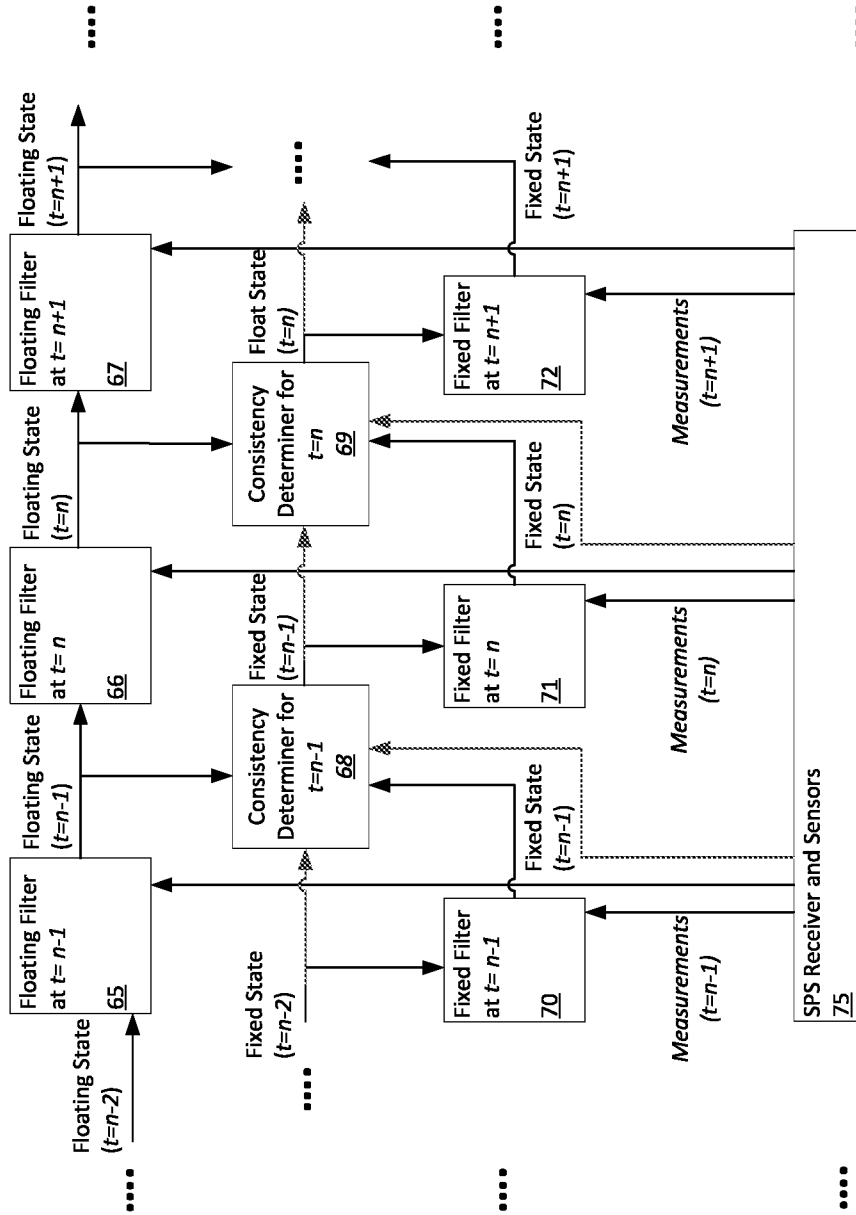 Floating State
(t=n-2)
Floating Filter
at t= n-1
65
Floating State
(t=n-1)
Floating Filter
at t= n
66
Floating State
(t=n)
Floating Filter
at t= n+1
67
Floating State
(t=n+1)
....
....
Fixed State
(t=n-2)
....
Consistency
Determiner for
t=n-1
68
Fixed State
(t=n-1)
Consistency
Determiner for
t=n
69
Float State
(t=n)
....
....
Fixed Filter
at t= n-1
70
Fixed State
(t=n-1)
Fixed Filter
at t= n
71
Fixed State
(t=n)
Fixed Filter
at t= n+1
72
Fixed State
(t=n+1)
....
Measurements
(t=n-1)
Measurements
(t=n)
Measurements
(t=n+1)
....
SPS Receiver and Sensors
75
....